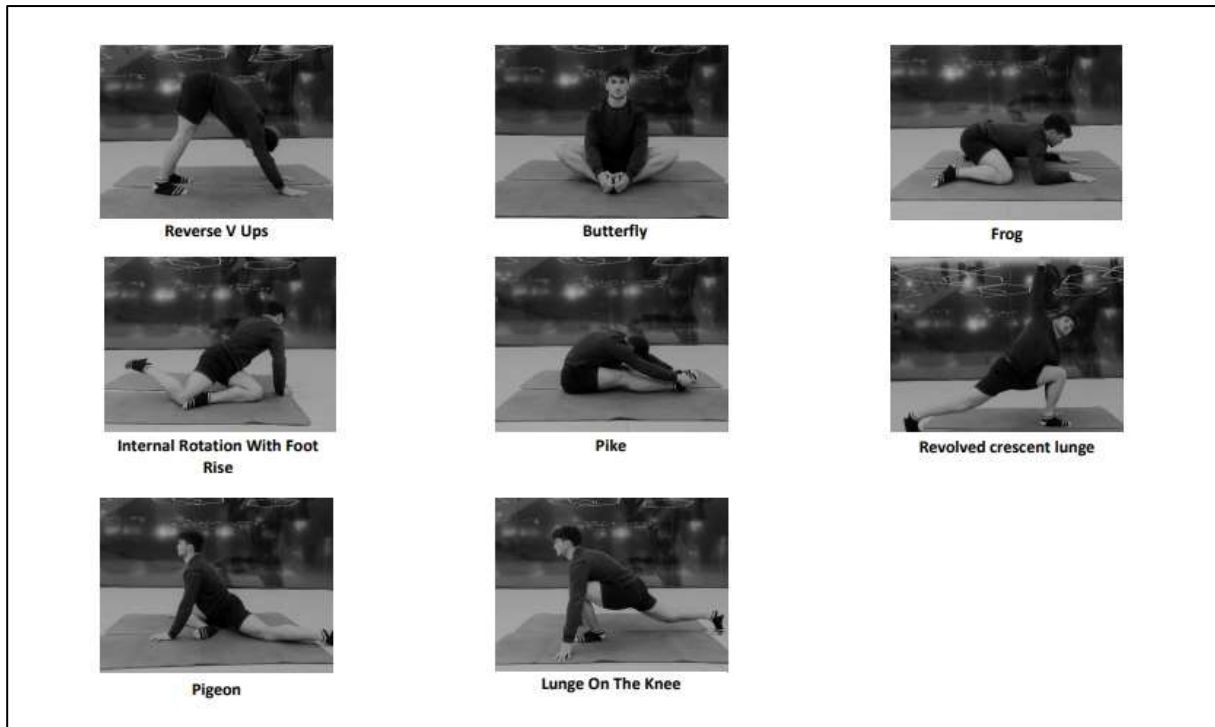 Reverse V Ups
Butterfly
Frog
Internal Rotation With Foot
Rise
Pike
Revolved crescent lunge
Pigeon
Lunge On The Knee